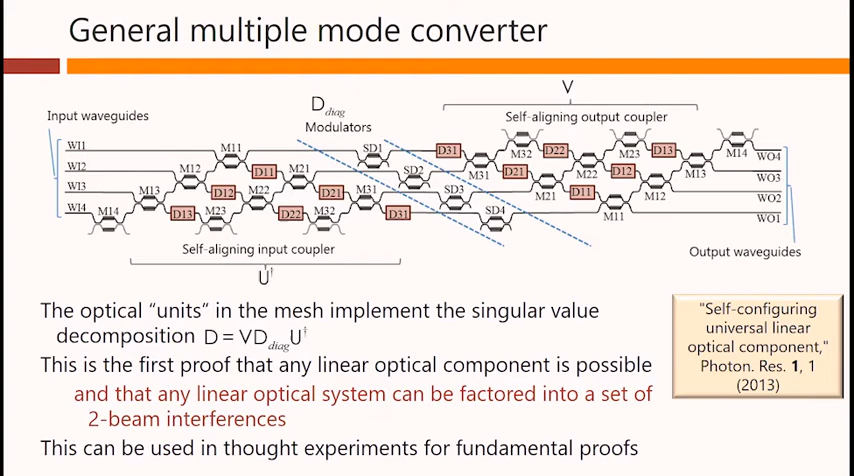 General multiple mode converter
Input waveguides
D diag
Modulators
V
Self-aligning output coupler
WI1
WI2
WI3
WI4
M14
M13
M12
M11
D13
D12
D11
M23
M22
M21
D22
D21
M32
M31
D31
SD1
SD2
SD3
SD4
D31
M31
M32
D21
D22
M21
M22
M23
D11
D12
D13
M11
M12
M13
M14
WO4
WO3
WO2
WO1
Self-aligning input coupler
U†
Output waveguides
The optical “units” in the mesh implement the singular value
decomposition D = VDdiagU†
This is the first proof that any linear optical component is possible
and that any linear optical system can be factored into a set of
2-beam interferences
This can be used in thought experiments for fundamental proofs
"Self-configuring
universal linear
optical component,"
Photon. Res. 1, 1
(2013)